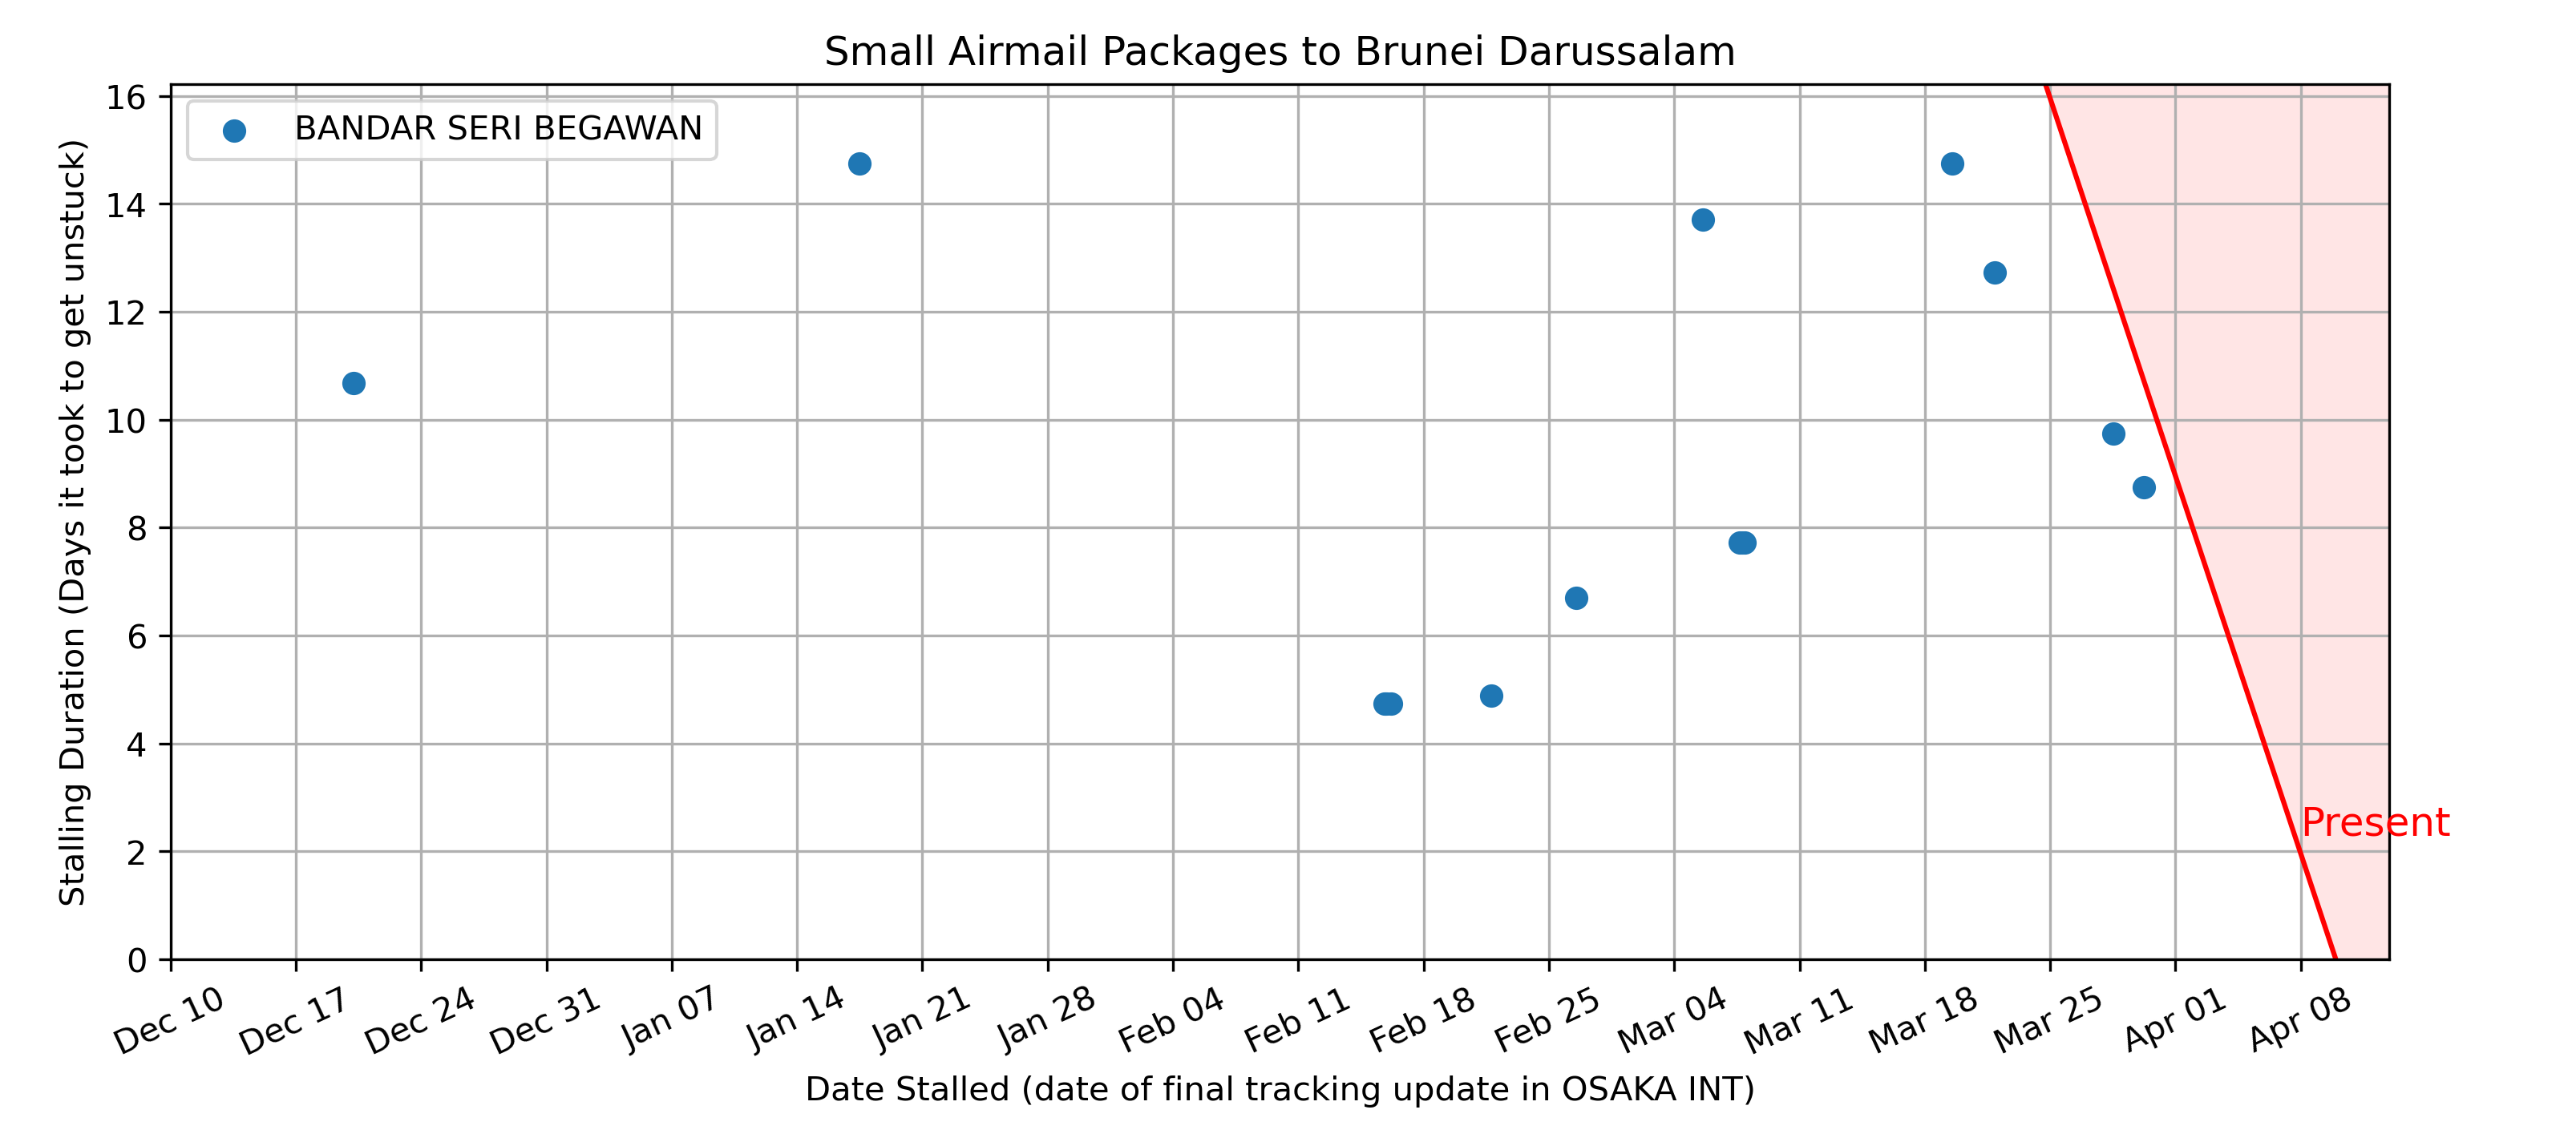 Small Airmail Packages to Brunei Darussalam
BANDAR SERI BEGAWAN
Stalling Duration (Days it took to get unstuck)
16
14
12
10
8
6
4
2
0
Present
Dec 10
Dec 17
Dec 24
Dec 31
Jan 07
Jan 14
Jan 21
Jan 28
Feb 04
Feb 11
Feb 18
Feb 25
Mar 04
Mar 11
Mar 18
Mar 25
Apr 01
Apr 08
Date Stalled (date of final tracking update in OSAKA INT)